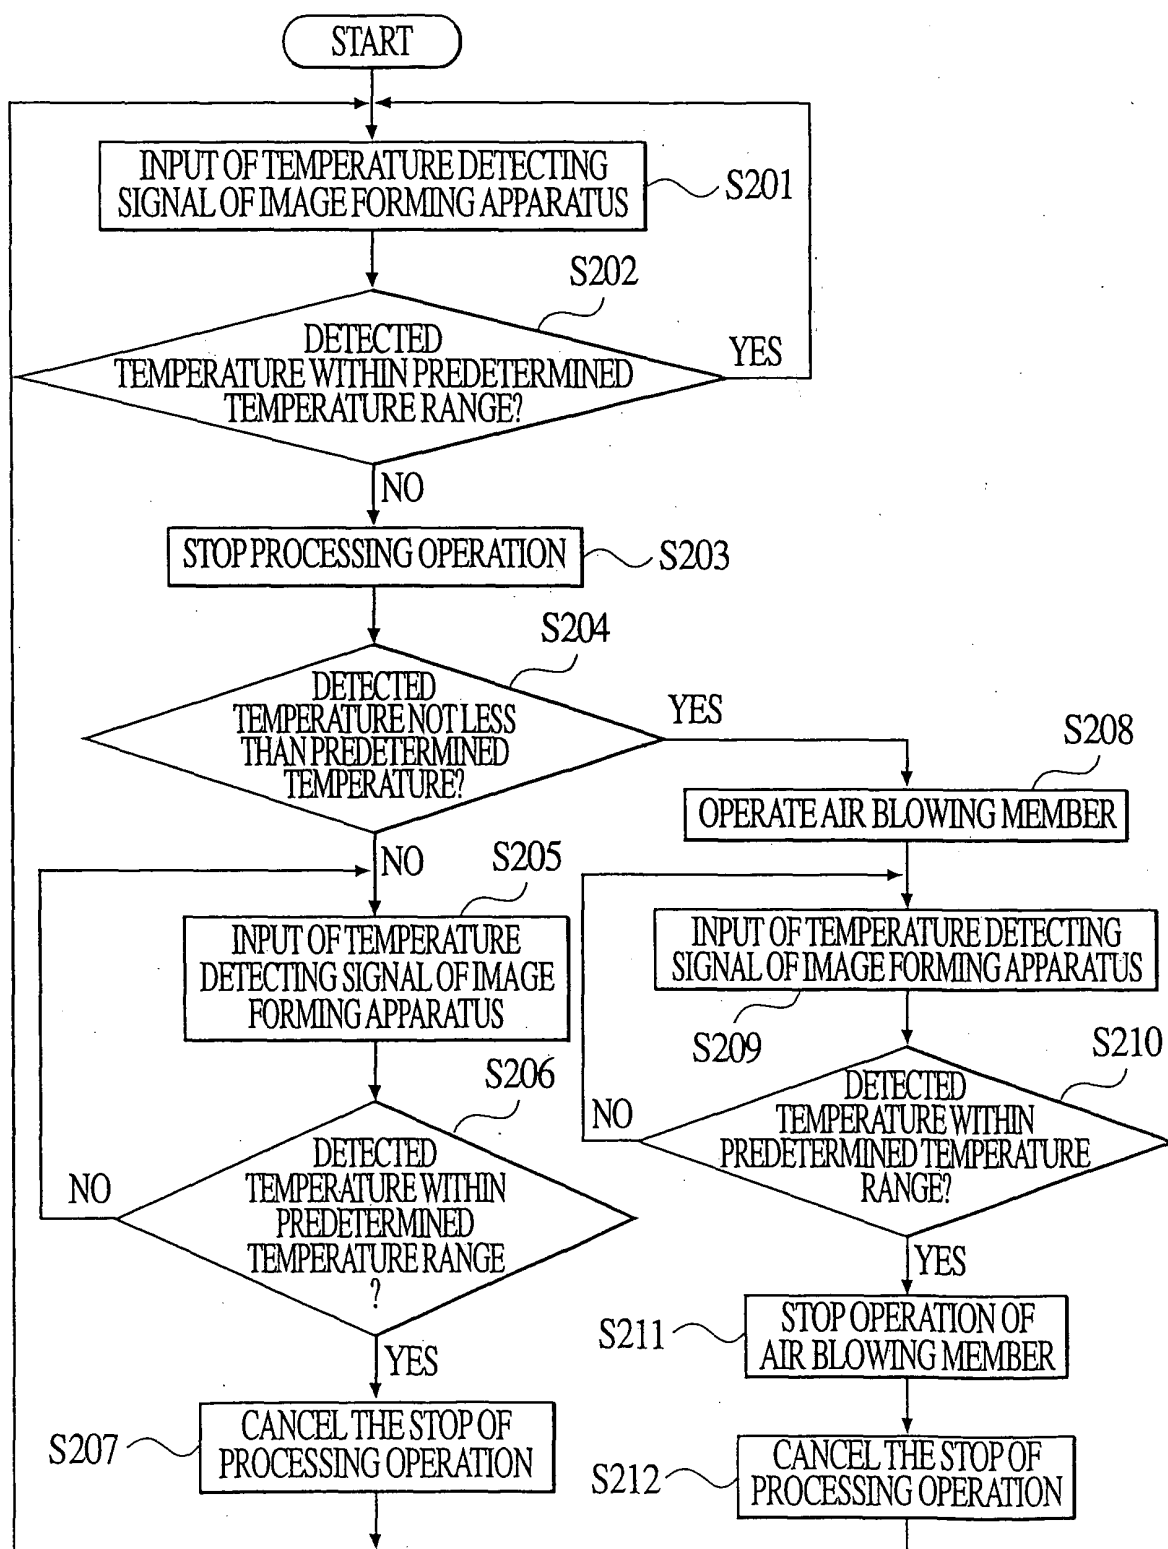 START
INPUT OF TEMPERATURE DETECTING
SIGNAL OF IMAGE FORMING APPARATUS
S201
S202
DETECTED
TEMPERATURE WITHIN PREDETERMINED
TEMPERATURE RANGE?
YES
NO
STOP PROCESSING OPERATION
S203
S204
DETECTED
TEMPERATURE NOT LESS
THAN PREDETERMINED
TEMPERATURE?
YES
NO
S208
OPERATE AIR BLOWING MEMBER
S205
INPUT OF TEMPERATURE
DETECTING SIGNAL OF IMAGE
FORMING APPARATUS
INPUT OF TEMPERATURE DETECTING
SIGNAL OF IMAGE FORMING APPARATUS
S209
S206
DETECTED
TEMPERATURE WITHIN
PREDETERMINED
TEMPERATURE RANGE
?
NO
YES
S210
DETECTED
TEMPERATURE WITHIN
PREDETERMINED TEMPERATURE
RANGE?
NO
YES
S211
STOP OPERATION OF
AIR BLOWING MEMBER
S207
CANCEL THE STOP OF
PROCESSING OPERATION
S212
CANCEL THE STOP OF
PROCESSING OPERATION